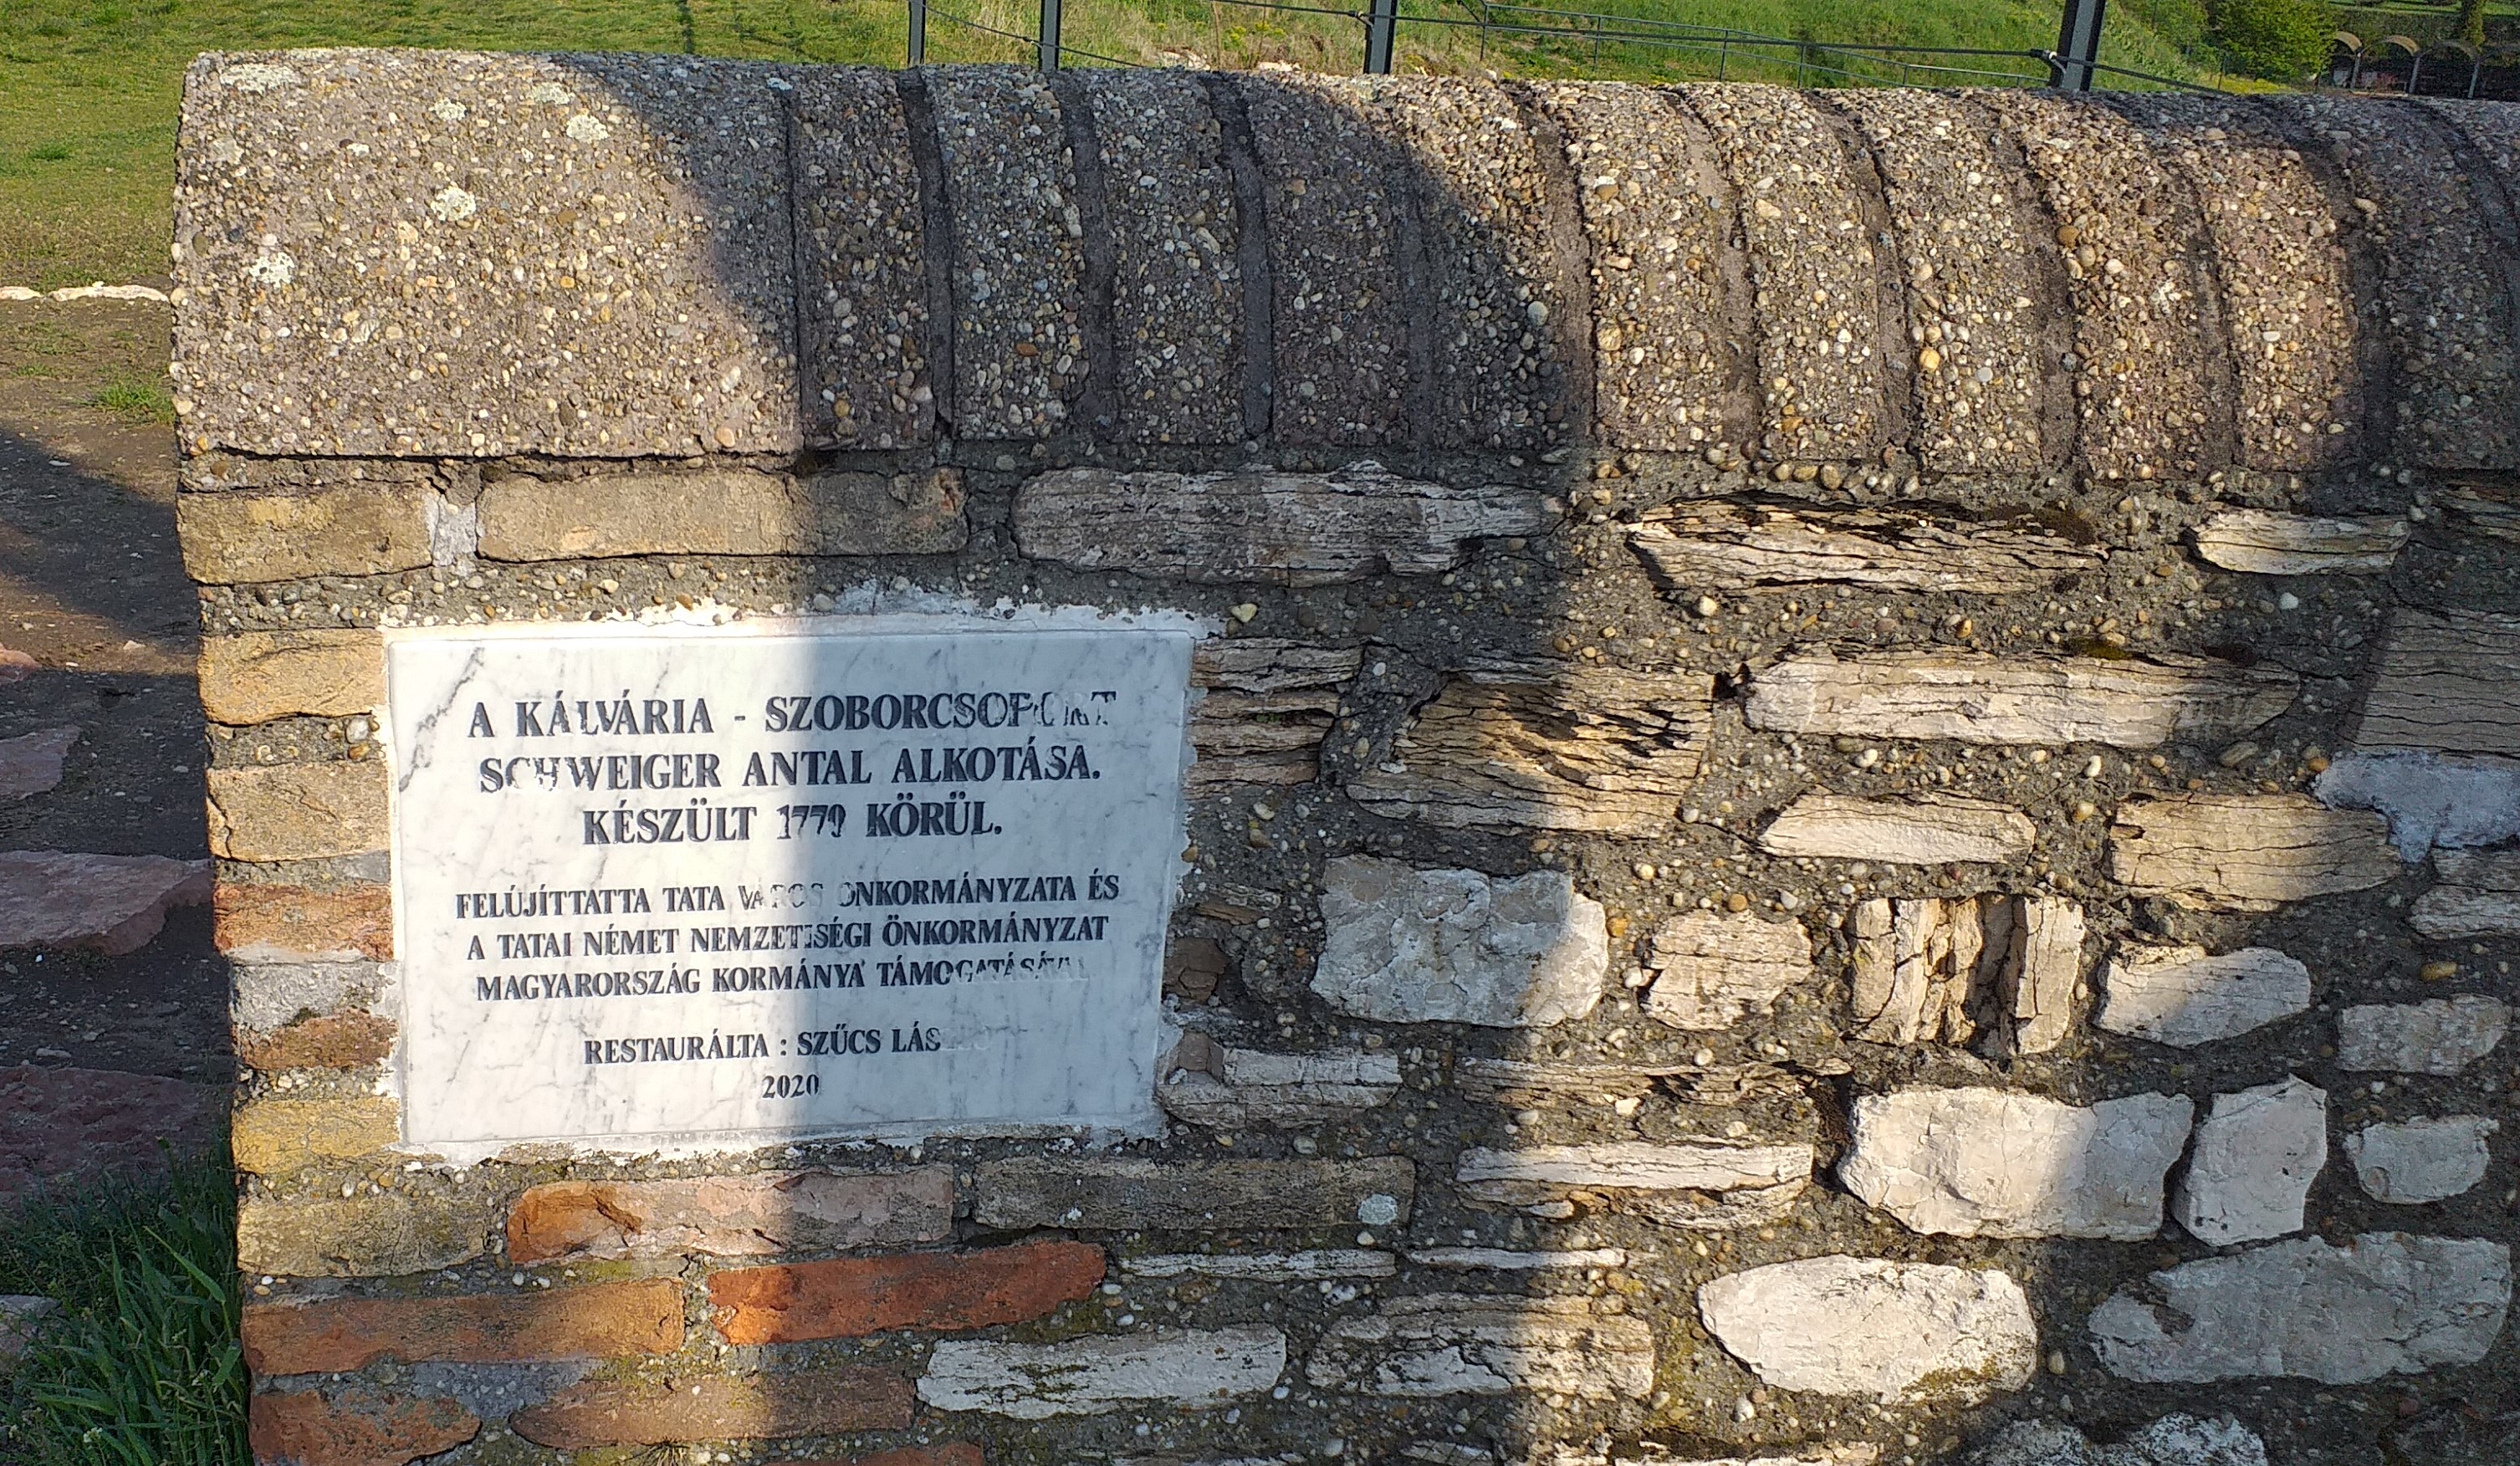 A KÁLVÁRIA - SZOBORCSOPORT
SCHWEIGER ANTAL ALKOTÁSA.
KÉSZÜLT 1779 KÖRÜL.
FELÚJÍTTATTA TATA VÁROS ÖNKORMÁNYZATA ÉS
A TATAI NÉMET NEMZETISÉGI ÖNKORMÁNYZAT
MAGYARORSZÁG KORMÁNYA TÁMOGATÁSÁVAL
RESTAURÁLTA : SZŰCS LÁSZLÓ
2020